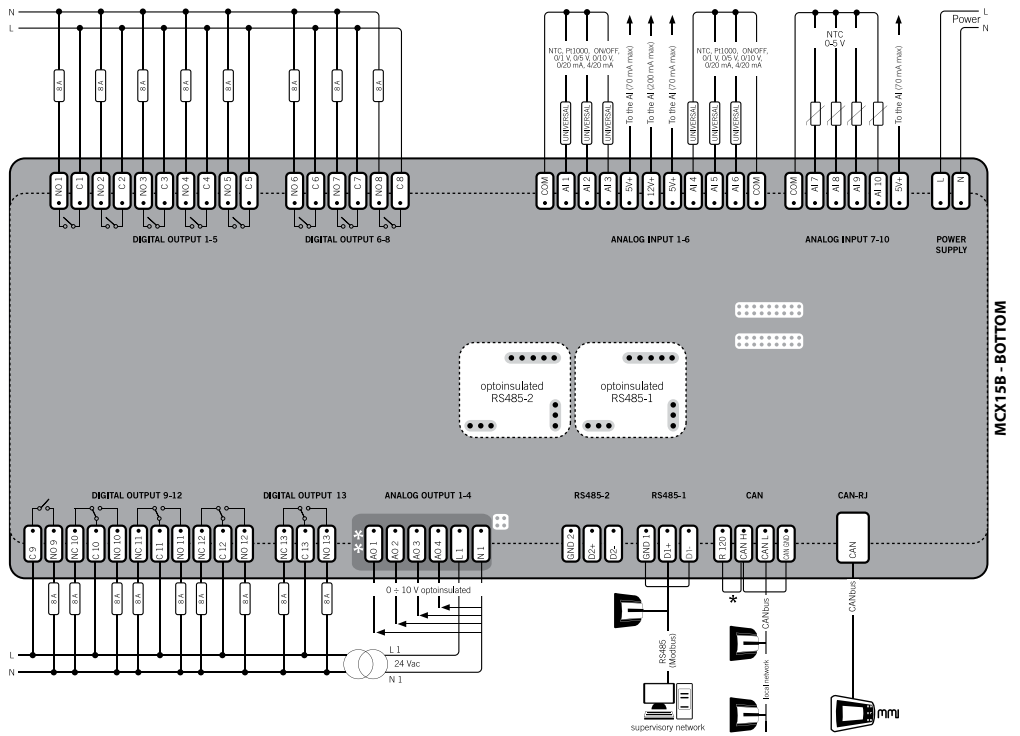 N
L
8 A
8 A
8 A
8 A
8 A
8 A
8 A
8 A
NTC, Pt1000, ON/OFF,
0/1 V, 0/5 V, 0/10 V,
0/20 mA, 4/20 mA
UNIVERSAL
UNIVERSAL
UNIVERSAL
To the AI (70 mA max)
To the AI (200 mA max)
To the AI (70 mA max)
NTC, Pt1000, ON/OFF,
0/1 V, 0/5 V, 0/10 V,
0/20 mA, 4/20 mA
UNIVERSAL
UNIVERSAL
UNIVERSAL
NTC
0-5 V
To the AI (70 mA max)
Power
L
N
NO 1
C 1
NO 2
C 2
NO 3
C 3
NO 4
C 4
NO 5
C 5
NO 6
C 6
NO 7
C 7
NO 8
C 8
COM
AI 1
AI 2
AI 3
5V+
12V+
5V+
AI 4
AI 5
AI 6
COM
COM
AI 7
AI 8
AI 9
AI 10
5V+
L
N
DIGITAL OUTPUT 1-5
DIGITAL OUTPUT 6-8
ANALOG INPUT 1-6
ANALOG INPUT 7-10
POWER
SUPPLY
MCX15B - BOTTOM
optoinsulated
RS485-2
optoinsulated
RS485-1
DIGITAL OUTPUT 9-12
DIGITAL OUTPUT 13
ANALOG OUTPUT 1-4
RS485-2
RS485-1
CAN
CAN-RJ
C 9
NO 9
NC 10
C 10
NO 10
NC 11
C 11
NO 11
NC 12
C 12
NO 12
NC 13
C 13
NO 13
**
AO 1
AO 2
AO 3
AO 4
L 1
N 1
GND 2
D2+
D2-
GND 1
D1+
D1-
R 120
CAN H
CAN L
CAN GND
CAN
8 A
8 A
8 A
8 A
8 A
8 A
8 A
8 A
8 A
0 ÷ 10 V optoinsulated
*
CANbus
CANbus
L
N
L 1
24 Vac
N 1
RS485
(Modbus)
local network
supervisory network
mmi